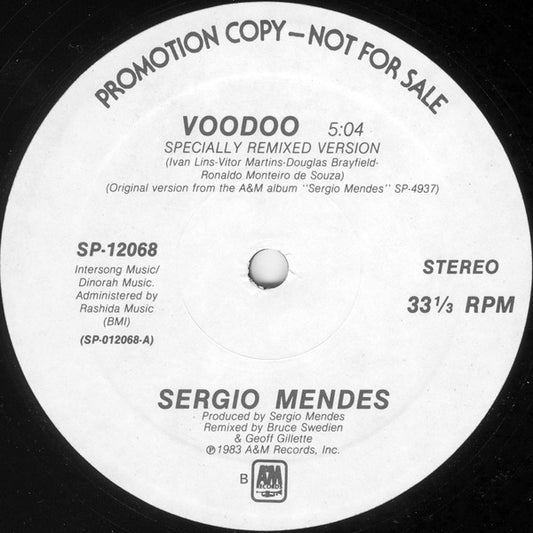 PROMOTION COPY—NOT FOR SALE
VOODOO 5:04
SPECIALLY REMIXED VERSION
(Ivan Lins-Vitor Martins-Douglas Brayfield-
Ronaldo Monteiro de Souza)
(Original version from the A&M album "Sergio Mendes" SP-4937)
SP-12068
Intersong Music/
Dinorah Music.
Administered by
Rashida Music
(BMI)
(SP-012068-A)
STEREO
33 1/3 RPM
SERGIO MENDES
Produced by Sergio Mendes
Remixed by Bruce Swedien
& Geoff Gillette
℗1983 A&M Records, Inc.
B
A&M
RECORDS